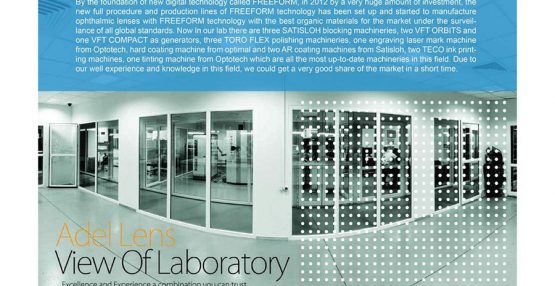 By the foundation of new digital technology called FREEFORM, in 2012 by a very huge amount of investment, the
new full procedure and production lines of FREEFORM technology has been set up and started to manufacture
ophthalmic lenses with FREEFORM technology with the best organic materials for the market under the surveil-
lance of all global standards. Now In our lab there are three SATISLOH blocking machineries, two VFT ORBITS and
one VFT COMPACT as generators, three TORO FLEX polishing machineries, one engraving laser mark machine
from Optotech, hard coating machine from optimal and two AR coating machines from Satisloh, two TECO ink print-
ing machines, one tinting machine from Optotech which are all the most up-to-date machineries in this field. Due to
our well experience and knowledge in this field, we could get a very good share of the market in a short time.
Adel Lens
View Of Laboratory
Excellence and Experience a combination you can trust